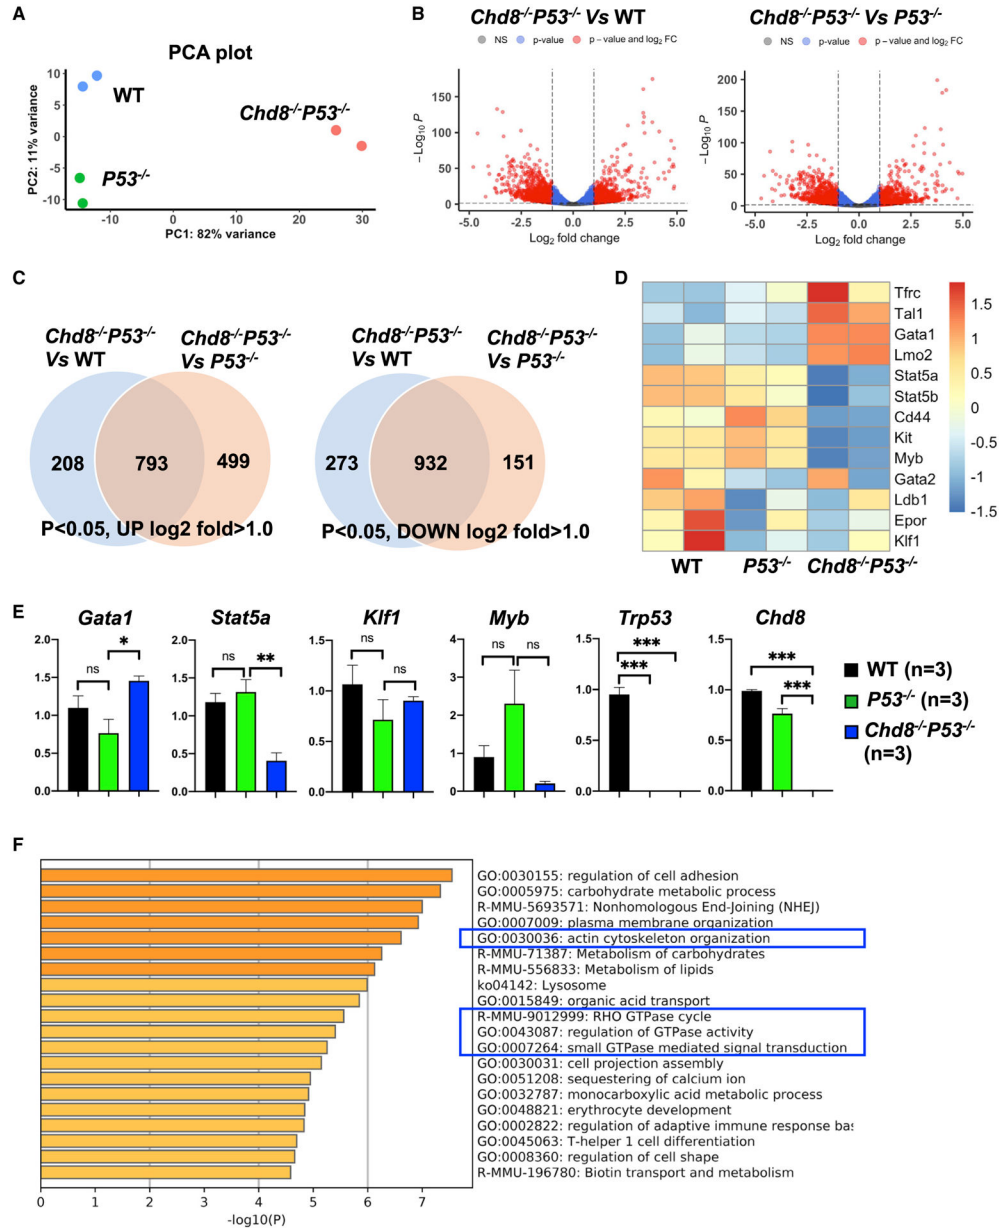 A
PCA plot
10
5
0
-5
-10
PC2: 11% variance
WT
P53-/-
Chd8-/-P53-/-
-10 0 10 20 30
PC1: 82% variance
B
Chd8-/-P53-/- Vs WT
NS p-value p – value and log2 FC
150
100
50
0
−Log10 P
-5.0 -2.5 0.0 2.5 5.0
Log2 fold change
Chd8-/-P53-/- Vs P53-/-
NS p-value p – value and log2 FC
200
150
100
50
0
−Log10 P
-5.0 -2.5 0.0 2.5 5.0
Log2 fold change
C
Chd8-/-P53-/-
Vs WT
Chd8-/-P53-/-
Vs P53-/-
208 793 499
P<0.05, UP log2 fold>1.0
Chd8-/-P53-/-
Vs WT
Chd8-/-P53-/-
Vs P53-/-
273 932 151
P<0.05, DOWN log2 fold>1.0
D
Tfrc
Tal1
Gata1
Lmo2
Stat5a
Stat5b
Cd44
Kit
Myb
Gata2
Ldb1
Epor
Klf1
1.5
1
0.5
0
-0.5
-1
-1.5
WT P53-/- Chd8-/-P53-/-
E
Gata1
2.0
1.5
1.0
0.5
0.0
ns
*
Stat5a
2.0
1.5
1.0
0.5
0.0
ns
**
Klf1
1.5
1.0
0.5
0.0
ns
ns
Myb
4
3
2
1
0
ns
ns
Trp53
1.5
1.0
0.5
0.0
***
***
Chd8
1.5
1.0
0.5
0.0
***
***
WT (n=3)
P53-/- (n=3)
Chd8-/-P53-/-
(n=3)
F
GO:0030155: regulation of cell adhesion
GO:0005975: carbohydrate metabolic process
R-MMU-5693571: Nonhomologous End-Joining (NHEJ)
GO:0007009: plasma membrane organization
GO:0030036: actin cytoskeleton organization
R-MMU-71387: Metabolism of carbohydrates
R-MMU-556833: Metabolism of lipids
ko04142: Lysosome
GO:0015849: organic acid transport
R-MMU-9012999: RHO GTPase cycle
GO:0043087: regulation of GTPase activity
GO:0007264: small GTPase mediated signal transduction
GO:0030031: cell projection assembly
GO:0051208: sequestering of calcium ion
GO:0032787: monocarboxylic acid metabolic process
GO:0048821: erythrocyte development
GO:0002822: regulation of adaptive immune response bas
GO:0045063: T-helper 1 cell differentiation
GO:0008360: regulation of cell shape
R-MMU-196780: Biotin transport and metabolism
0 1 2 3 4 5 6 7
-log10(P)